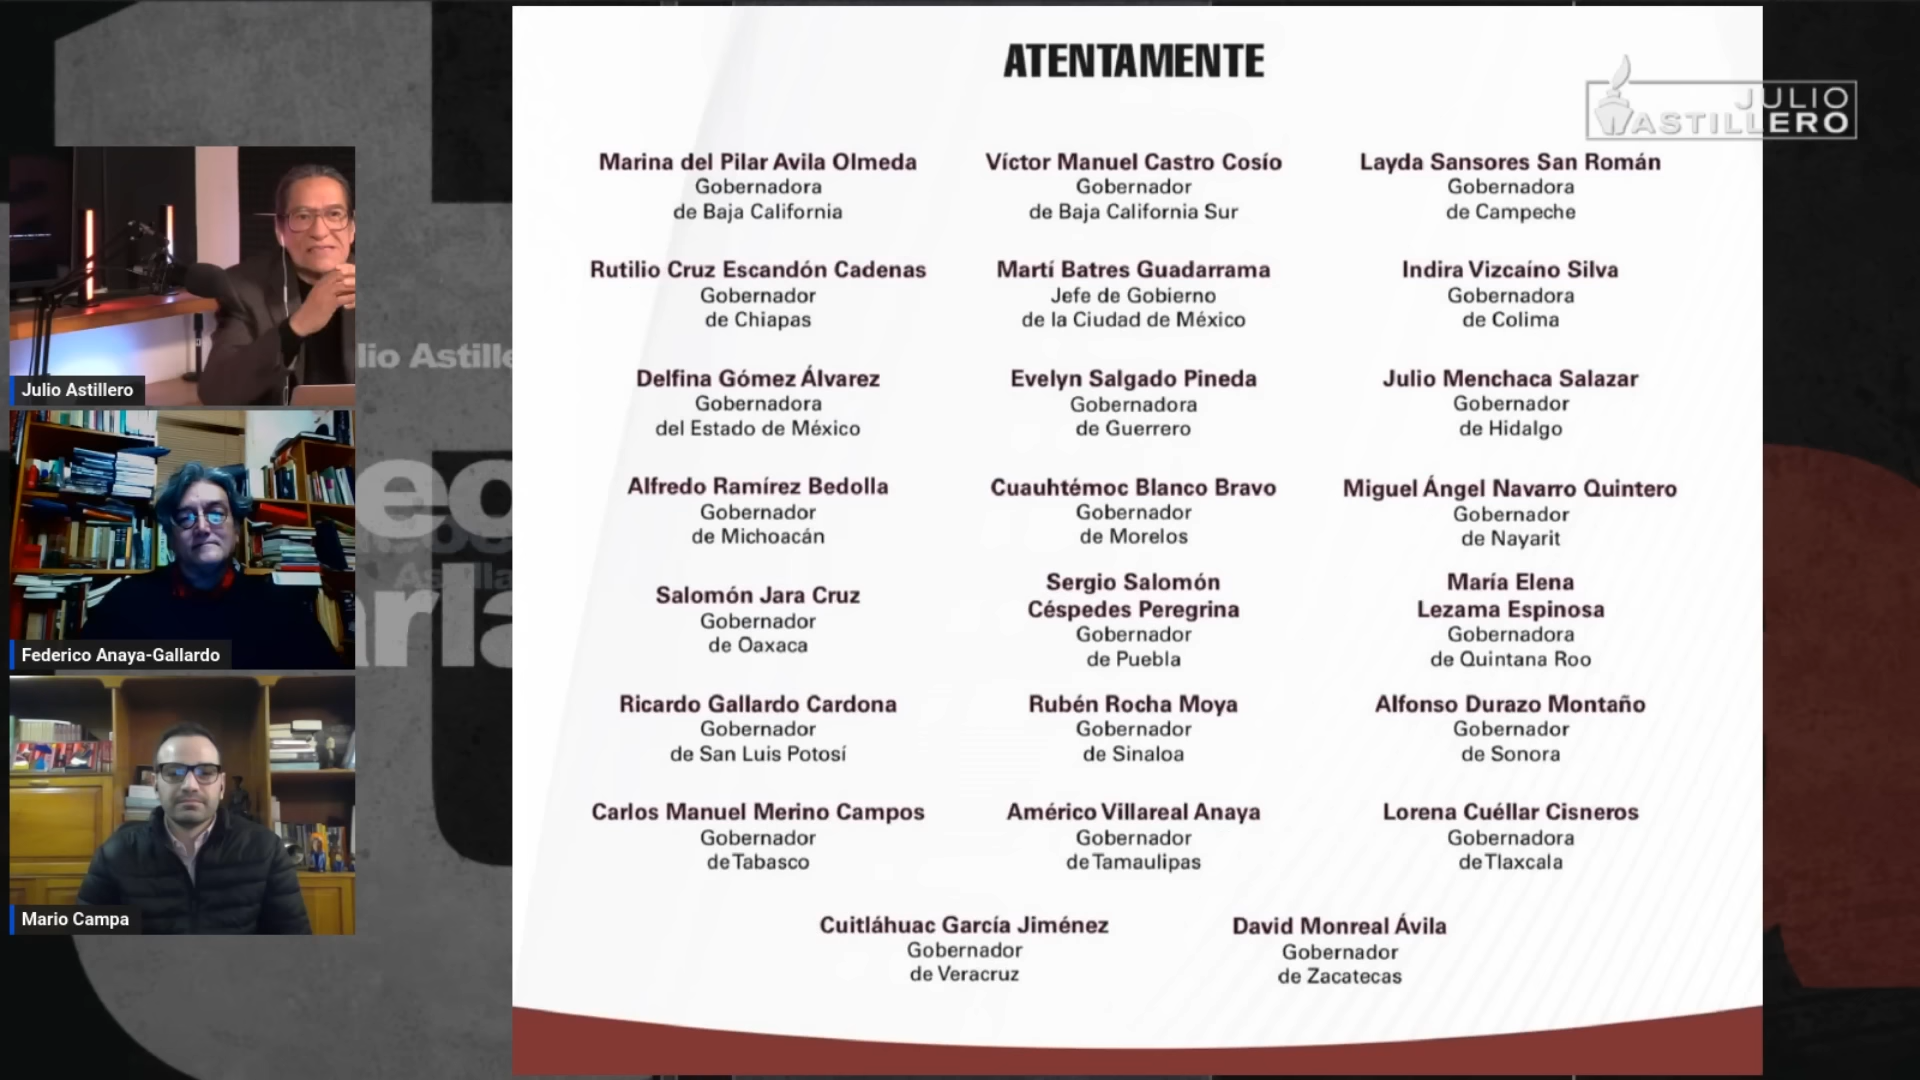 ATENTAMENTE
JULIO
ASTILLERO
Marina del Pilar Avila Olmeda
Gobernadora
de Baja California
Víctor Manuel Castro Cosío
Gobernador
de Baja California Sur
Layda Sansores San Román
Gobernadora
de Campeche
Rutilio Cruz Escandón Cadenas
Gobernador
de Chiapas
Martí Batres Guadarrama
Jefe de Gobierno
de la Ciudad de México
Indira Vizcaíno Silva
Gobernadora
de Colima
Delfina Gómez Álvarez
Gobernadora
del Estado de México
Evelyn Salgado Pineda
Gobernadora
de Guerrero
Julio Menchaca Salazar
Gobernador
de Hidalgo
Alfredo Ramírez Bedolla
Gobernador
de Michoacán
Cuauhtémoc Blanco Bravo
Gobernador
de Morelos
Miguel Ángel Navarro Quintero
Gobernador
de Nayarit
Salomón Jara Cruz
Gobernador
de Oaxaca
Sergio Salomón
Céspedes Peregrina
Gobernador
de Puebla
María Elena
Lezama Espinosa
Gobernadora
de Quintana Roo
Ricardo Gallardo Cardona
Gobernador
de San Luis Potosí
Rubén Rocha Moya
Gobernador
de Sinaloa
Alfonso Durazo Montaño
Gobernador
de Sonora
Carlos Manuel Merino Campos
Gobernador
de Tabasco
Américo Villareal Anaya
Gobernador
de Tamaulipas
Lorena Cuéllar Cisneros
Gobernadora
de Tlaxcala
Cuitláhuac García Jiménez
Gobernador
de Veracruz
David Monreal Ávila
Gobernador
de Zacatecas
Julio Astillero
Federico Anaya-Gallardo
Mario Campa
lio Astille
eo
arla